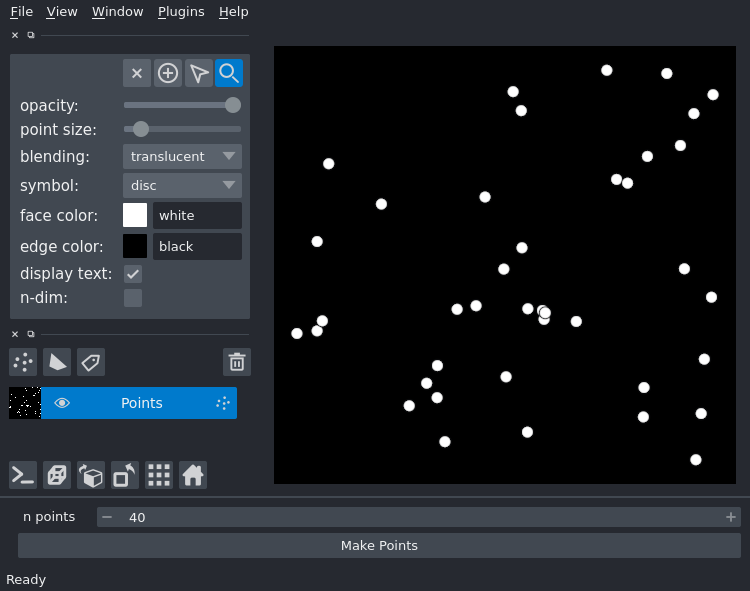 File View Window Plugins Help
opacity:
point size:
blending: translucent
symbol: disc
face color: white
edge color: black
display text:
n-dim:
Points
n points 40
Make Points
Ready